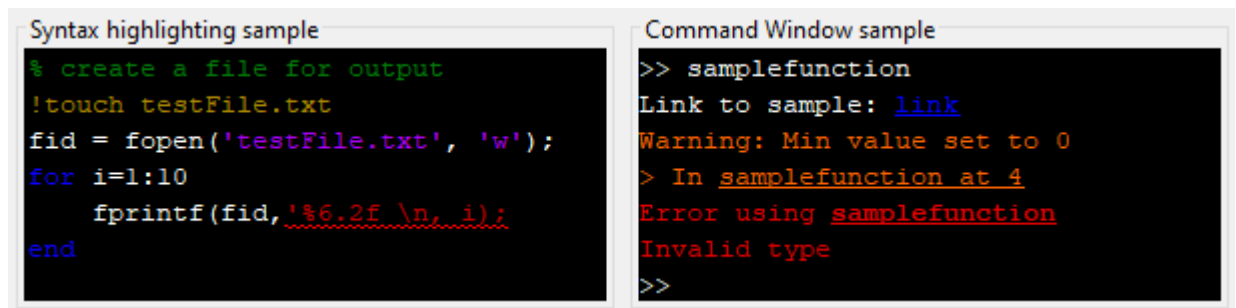 Syntax highlighting sample
% create a file for output
!touch testFile.txt
fid = fopen('testFile.txt', 'w');
for i=1:10
    fprintf(fid,'%6.2f \n, i);
end
Command Window sample
>> samplefunction
Link to sample: link
Warning: Min value set to 0
> In samplefunction at 4
Error using samplefunction
Invalid type
>>